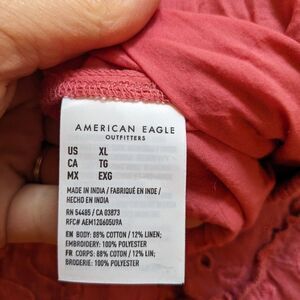 AMERICAN EAGLE
OUTFITTERS
US XL
CA TG
MX EXG
MADE IN INDIA / FABRIQUÉ EN INDE /
HECHO EN INDIA
RN 54485 / CA 03873
RFC# AEM120605U9A
EN BODY: 88% COTTON / 12% LINEN;
EMBROIDERY: 100% POLYESTER
FR CORPS: 88% COTON / 12% LIN;
BRODERIE: 100% POLYESTER